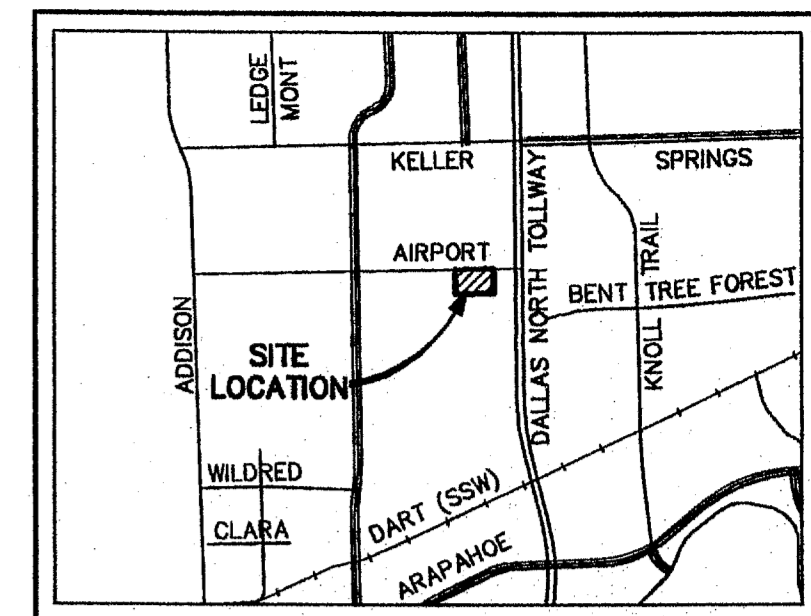 LEDGE
MONT
KELLER
SPRINGS
DALLAS NORTH TOLLWAY
KNOLL TRAIL
AIRPORT
BENT TREE FOREST
ADDISON
SITE
LOCATION
WILDRED
CLARA
DART (SSW)
ARAPAHOE